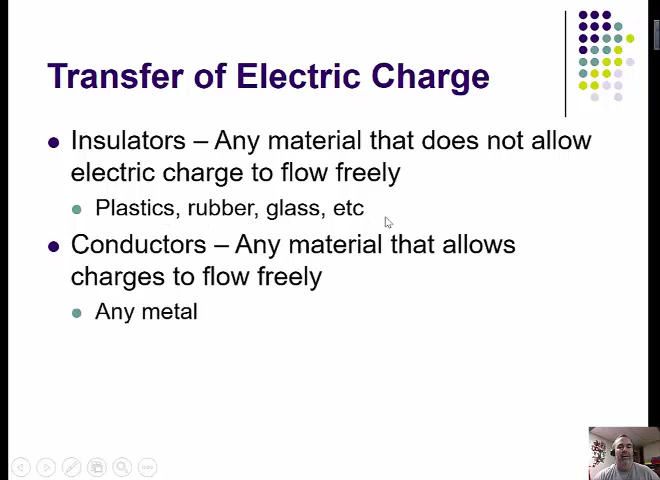 Transfer of Electric Charge
Insulators – Any material that does not allow
electric charge to flow freely
Plastics, rubber, glass, etc
Conductors – Any material that allows
charges to flow freely
Any metal